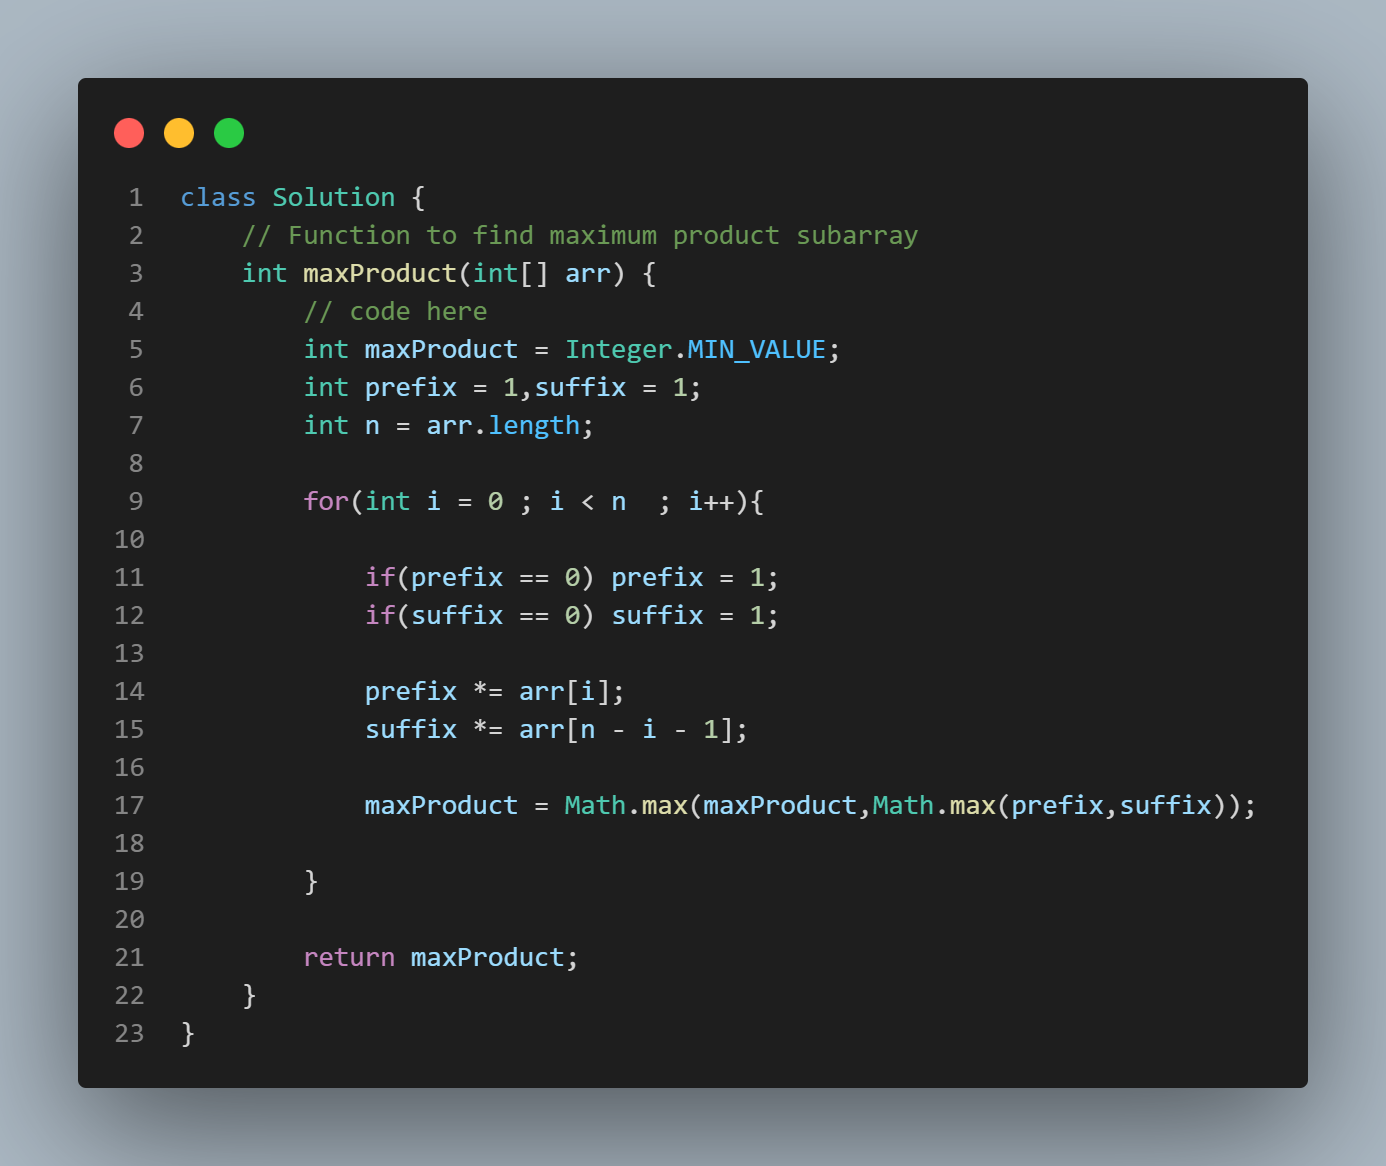 1 class Solution {
2     // Function to find maximum product subarray
3     int maxProduct(int[] arr) {
4         // code here
5         int maxProduct = Integer.MIN_VALUE;
6         int prefix = 1,suffix = 1;
7         int n = arr.length;
8
9         for(int i = 0 ; i < n  ; i++){
10
11             if(prefix == 0) prefix = 1;
12             if(suffix == 0) suffix = 1;
13
14             prefix *= arr[i];
15             suffix *= arr[n - i - 1];
16
17             maxProduct = Math.max(maxProduct,Math.max(prefix,suffix));
18
19         }
20
21         return maxProduct;
22     }
23 }